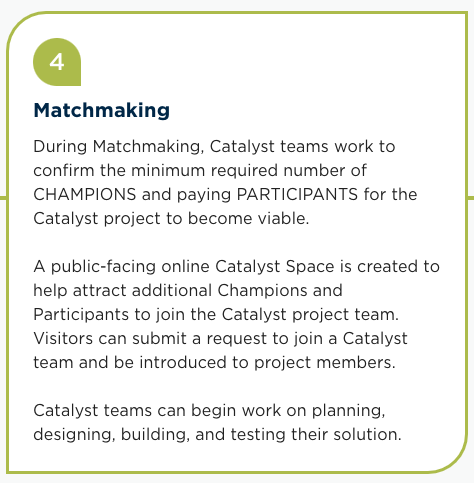 4
Matchmaking
During Matchmaking, Catalyst teams work to
confirm the minimum required number of
CHAMPIONS and paying PARTICIPANTS for the
Catalyst project to become viable.
A public-facing online Catalyst Space is created to
help attract additional Champions and
Participants to join the Catalyst project team.
Visitors can submit a request to join a Catalyst
team and be introduced to project members.
Catalyst teams can begin work on planning,
designing, building, and testing their solution.